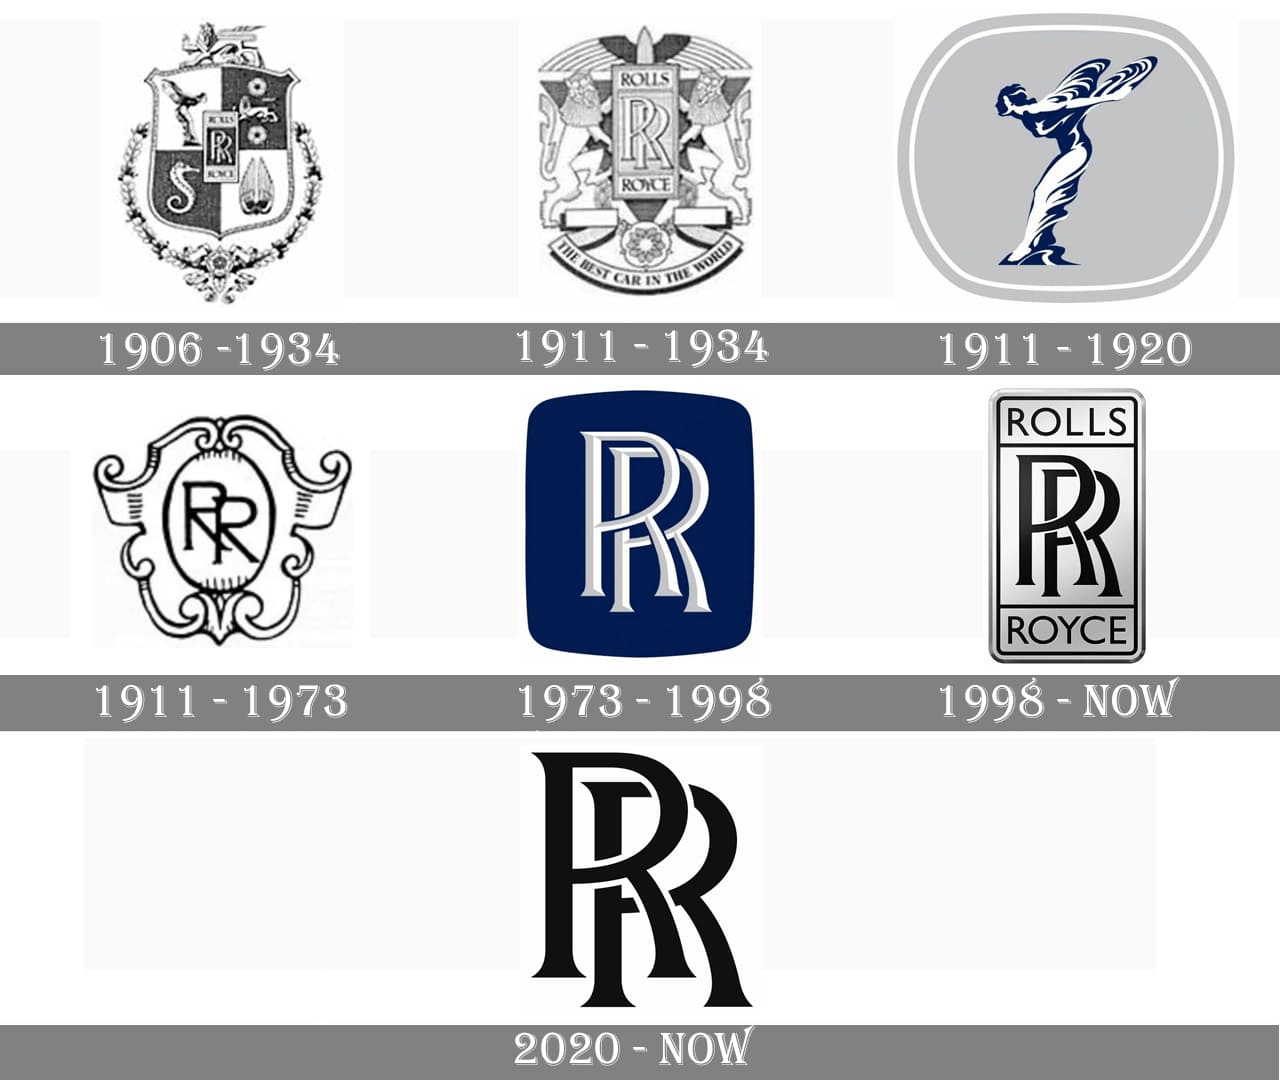 ROLLS
RR
ROYCE
ROLLS
RR
ROYCE
THE BEST CAR IN THE WORLD
1906 -1934
1911 - 1934
1911 - 1920
RR
RR
ROLLS
RR
ROYCE
1911 - 1973
1973 - 1998
1998 - NOW
RR
2020 - NOW